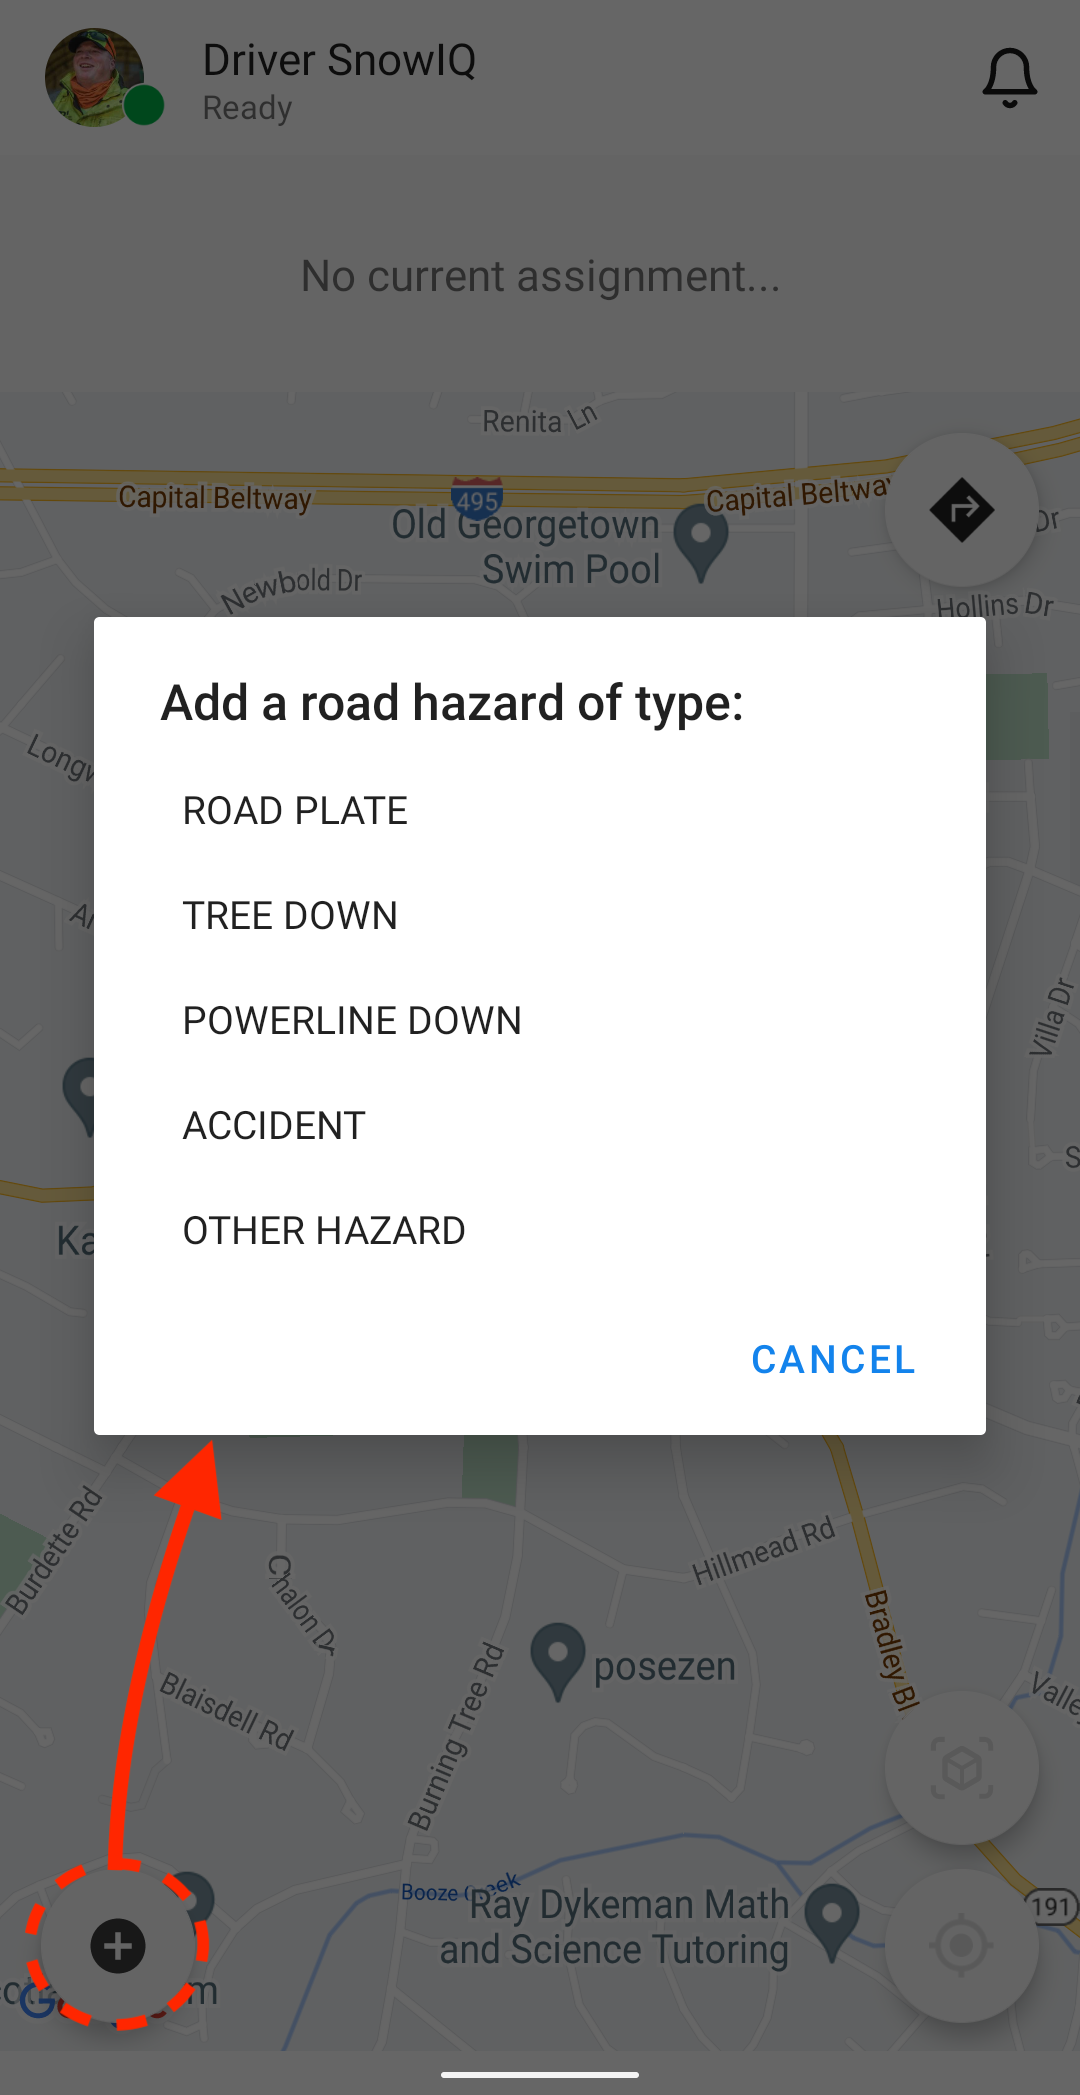 Driver SnowIQ
Ready
No current assignment...
Renita Ln
Capital Beltway
495
Capital Beltway
Old Georgetown
Swim Pool
Dr
Newbold Dr
Hollins Dr
Add a road hazard of type:
ROAD PLATE
TREE DOWN
POWERLINE DOWN
ACCIDENT
OTHER HAZARD
CANCEL
Villa Dr
Burdette Rd
Chalon Dr
Hillmead Rd
Bradley Bl
Blaisdell Rd
Burning Tree Rd
posezen
Valle
Booze Creek
Ray Dykeman Math
and Science Tutoring
191